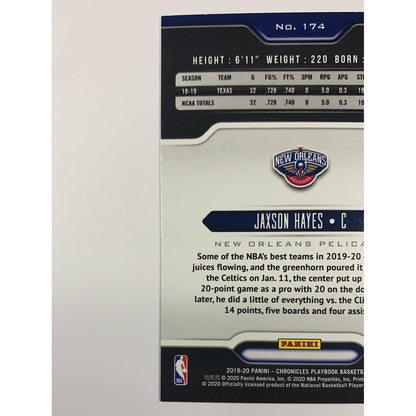 No. 174
HEIGHT : 6'11" WEIGHT : 220 BORN :
SEASON TEAM G FG% FT% 3PM RPG APG
18-19 TEXAS 32 .728 .740 0 5.0 0.3
NCAA TOTALS 32 .728 .740 0 5.0 0.3
NEW ORLEANS
PELICANS
JAXSON HAYES • C
NEW ORLEANS PELICA
Some of the NBA's best teams in 2019-20
juices flowing, and the greenhorn poured it
the Celtics on Jan. 11, the center put up
20-point game as a pro with 20 on the do
later, he did a little of everything vs. the Cli
14 points, five boards and four assis
PANINI
NBA
2019-20 PANINI – CHRONICLES PLAYBOOK BASKETB
© 2020 Panini America, Inc. © 2020 NBA Properties, Inc. Print
© 2020 Officially licensed product of the National Basketball Player